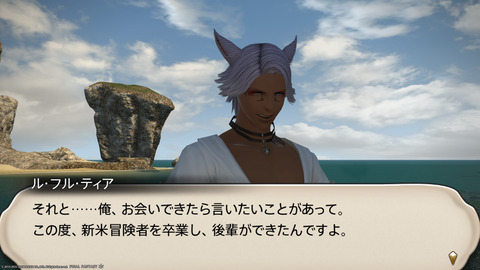 ル・フル・ティア
それと……俺、お会いできたら言いたいことがあって。
この度、新米冒険者を卒業し、後輩ができたんですよ。